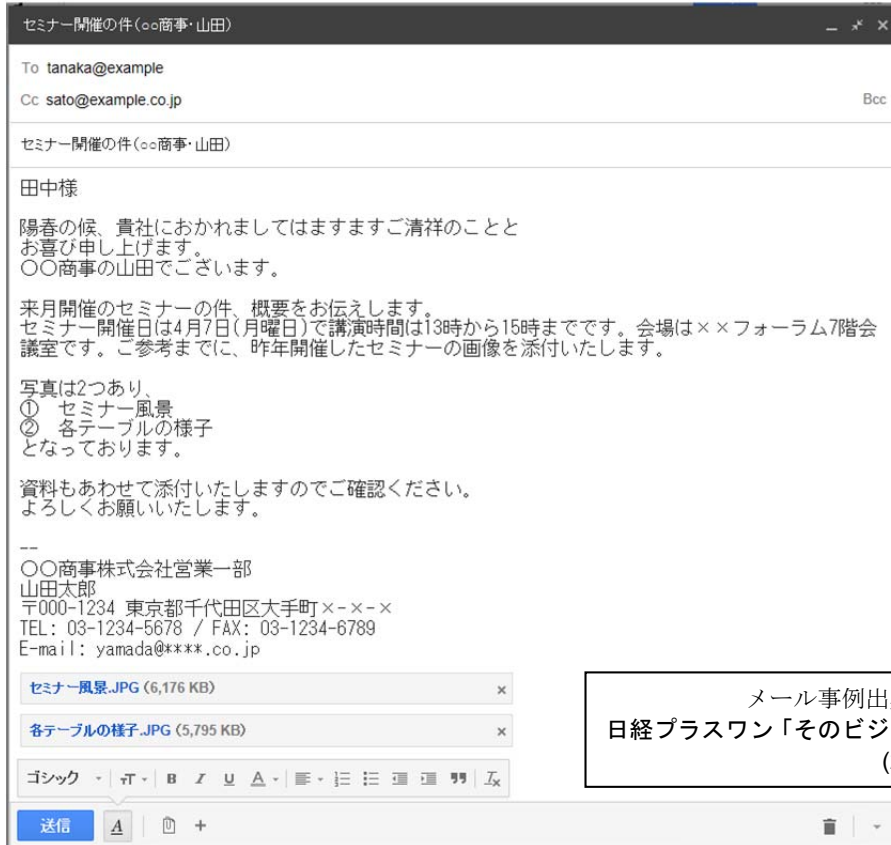 セミナー開催の件(○○商事・山田)
To tanaka@example
Cc sato@example.co.jp
Bcc
セミナー開催の件(○○商事・山田)
田中様
陽春の候、貴社におかれましてはますますご清祥のことと
お喜び申し上げます。
〇〇商事の山田でございます。
来月開催のセミナーの件、概要をお伝えします。
セミナー開催日は4月7日(月曜日)で講演時間は13時から15時までです。会場は××フォーラム7階会
議室です。ご参考までに、昨年開催したセミナーの画像を添付いたします。
写真は2つあり、
① セミナー風景
② 各テーブルの様子
となっております。
資料もあわせて添付いたしますのでご確認ください。
よろしくお願いいたします。
--
〇〇商事株式会社営業一部
山田太郎
〒000-1234 東京都千代田区大手町×-×-×
TEL: 03-1234-5678 / FAX: 03-1234-6789
E-mail: yamada@****.co.jp
セミナー風景.JPG (6,176 KB)
各テーブルの様子.JPG (5,795 KB)
メール事例出
日経プラスワン「そのビジ
(
ゴシック
B I U A
送信 A